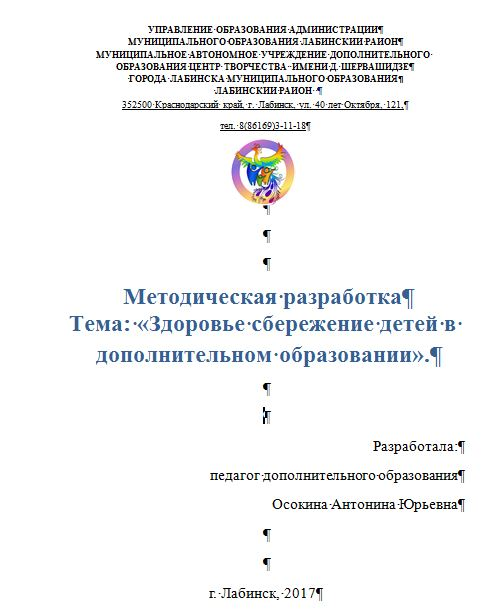 УПРАВЛЕНИЕ ОБРАЗОВАНИЯ АДМИНИСТРАЦИИ¶
МУНИЦИПАЛЬНОГО ОБРАЗОВАНИЯ ЛАБИНСКИЙ РАЙОН¶
МУНИЦИПАЛЬНОЕ АВТОНОМНОЕ УЧРЕЖДЕНИЕ ДОПОЛНИТЕЛЬНОГО
ОБРАЗОВАНИЯ ЦЕНТР ТВОРЧЕСТВА ИМЕНИ Д. ШЕРВАШИДЗЕ
ГОРОДА ЛАБИНСКА МУНИЦИПАЛЬНОГО ОБРАЗОВАНИЯ¶
ЛАБИНСКИЙ РАЙОН ¶
352500 Краснодарский край, г. Лабинск, ул. 40 лет Октября, 121,¶
тел. 8(86169)3-11-18¶
¶
¶
¶
Методическая разработка¶
Тема: «Здоровье сбережение детей в
дополнительном образовании».¶
¶
¶
Разработала:¶
педагог дополнительного образования¶
Осокина Антонина Юрьевна¶
¶
¶
г. Лабинск, 2017¶